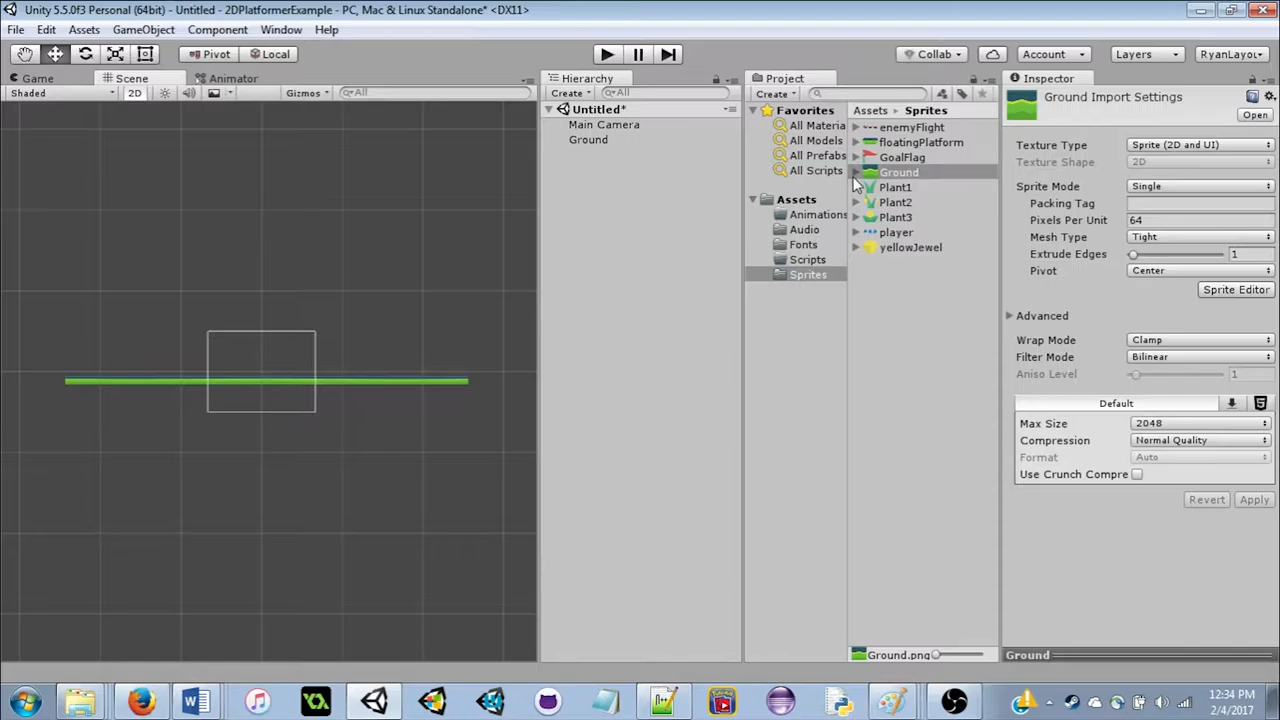 Unity 5.5.0f3 Personal (64bit) - Untitled - 2DPlatformerExample - PC, Mac & Linux Standalone* <DX11>
File Edit Assets GameObject Component Window Help
Pivot Local Collab Account Layers RyanLayou
Game Scene Animator
Shaded 2D Gizmos All
Hierarchy
Create All
Untitled*
Main Camera
Ground
Project
Create
Favorites
All Materia
All Models
All Prefabs
All Scripts
Assets
Animations
Audio
Fonts
Scripts
Sprites
Assets Sprites
enemyFlight
floatingPlatform
GoalFlag
Ground
Plant1
Plant2
Plant3
player
yellowJewel
Ground.png
Inspector
Ground Import Settings
Open
Texture Type Sprite (2D and UI)
Texture Shape 2D
Sprite Mode Single
Packing Tag
Pixels Per Unit 64
Mesh Type Tight
Extrude Edges 1
Pivot Center
Sprite Editor
Advanced
Wrap Mode Clamp
Filter Mode Bilinear
Aniso Level 1
Default
Max Size 2048
Compression Normal Quality
Format Auto
Use Crunch Compre
Revert Apply
Ground
12:34 PM
2/4/2017